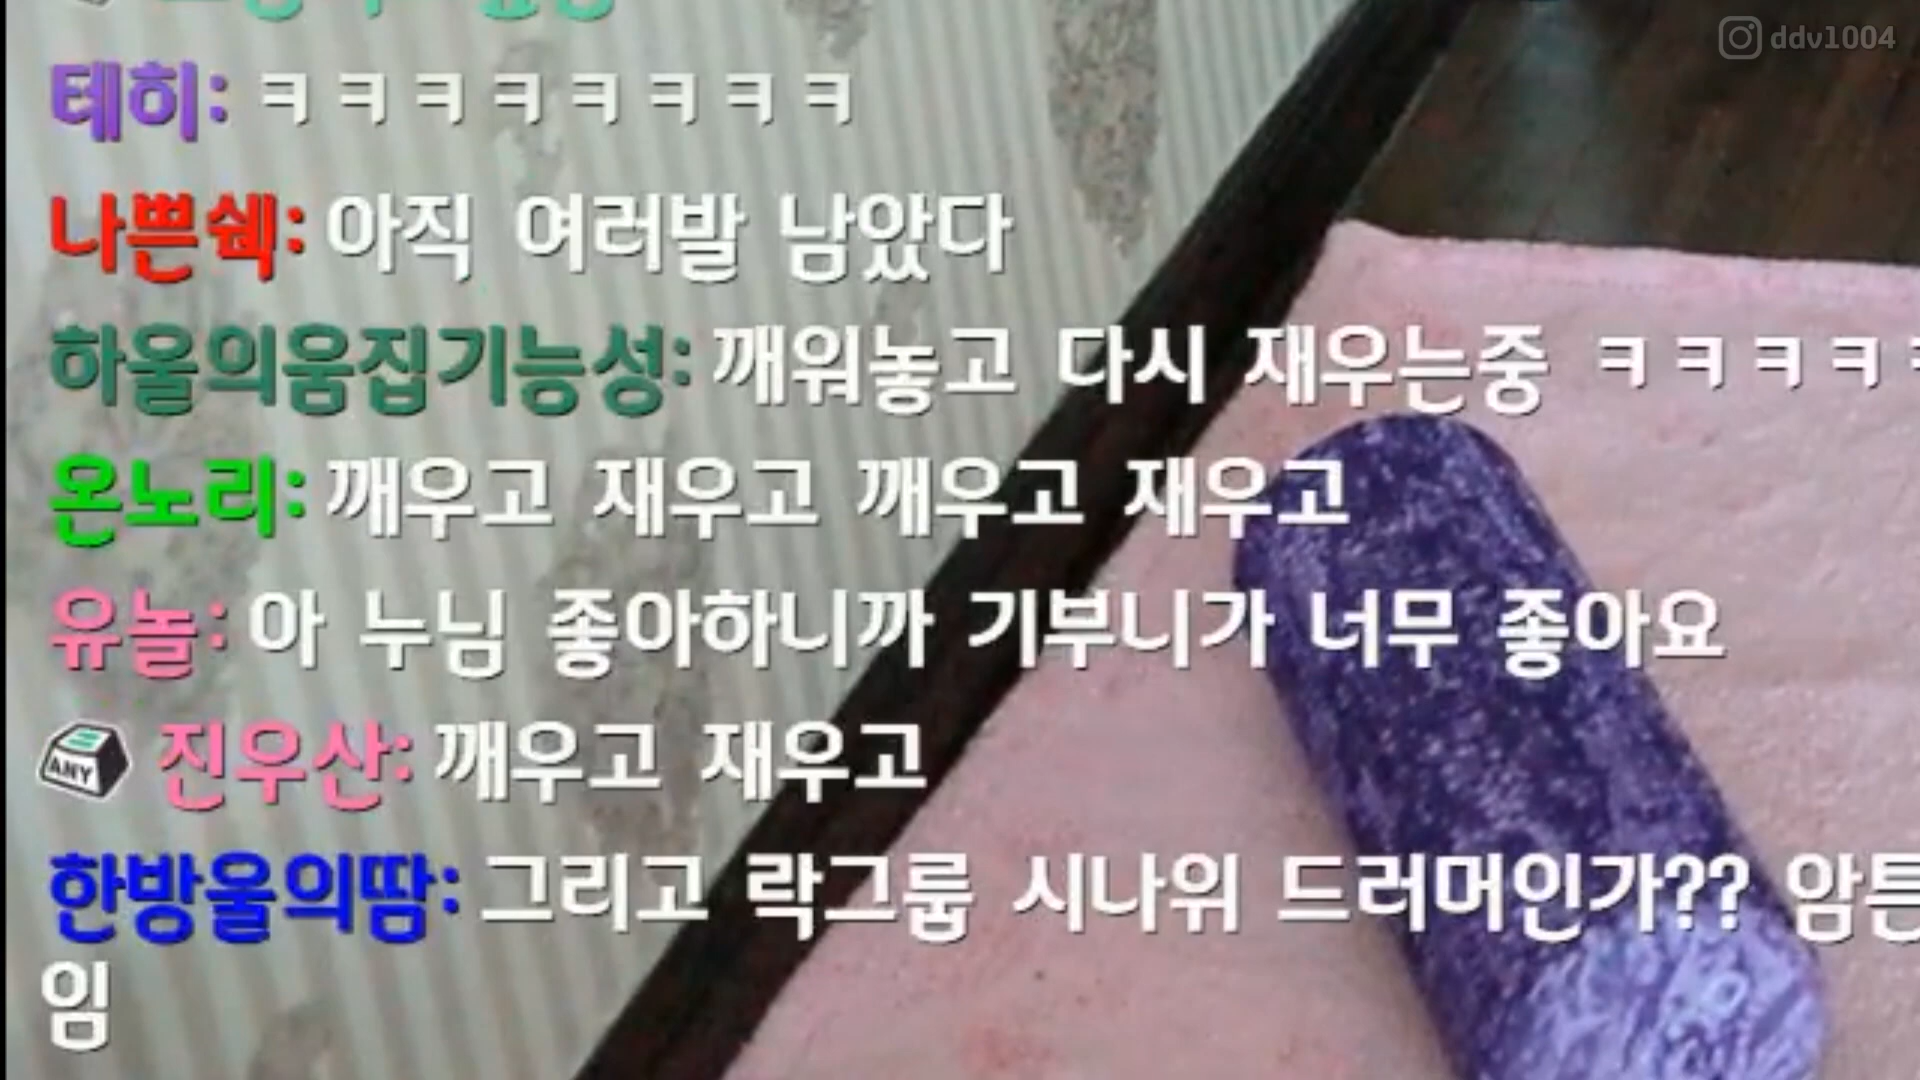 ddv1004
테히: ㅋㅋㅋㅋㅋㅋㅋㅋ
나쁜쉨: 아직 여러발 남았다
하울의움집기능성: 깨워놓고 다시 재우는중 ㅋㅋㅋㅋ
온노리: 깨우고 재우고 깨우고 재우고
유놀: 아 누님 좋아하니까 기부니가 너무 좋아요
ANY 진우산: 깨우고 재우고
한방울의땀: 그리고 락그룹 시나위 드러머인가?? 암튼
임